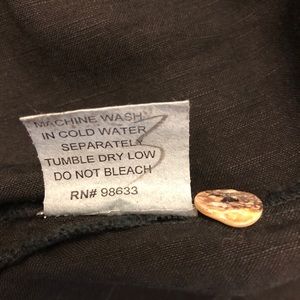 MACHINE WASH
IN COLD WATER
SEPARATELY
TUMBLE DRY LOW
DO NOT BLEACH
RN# 98633